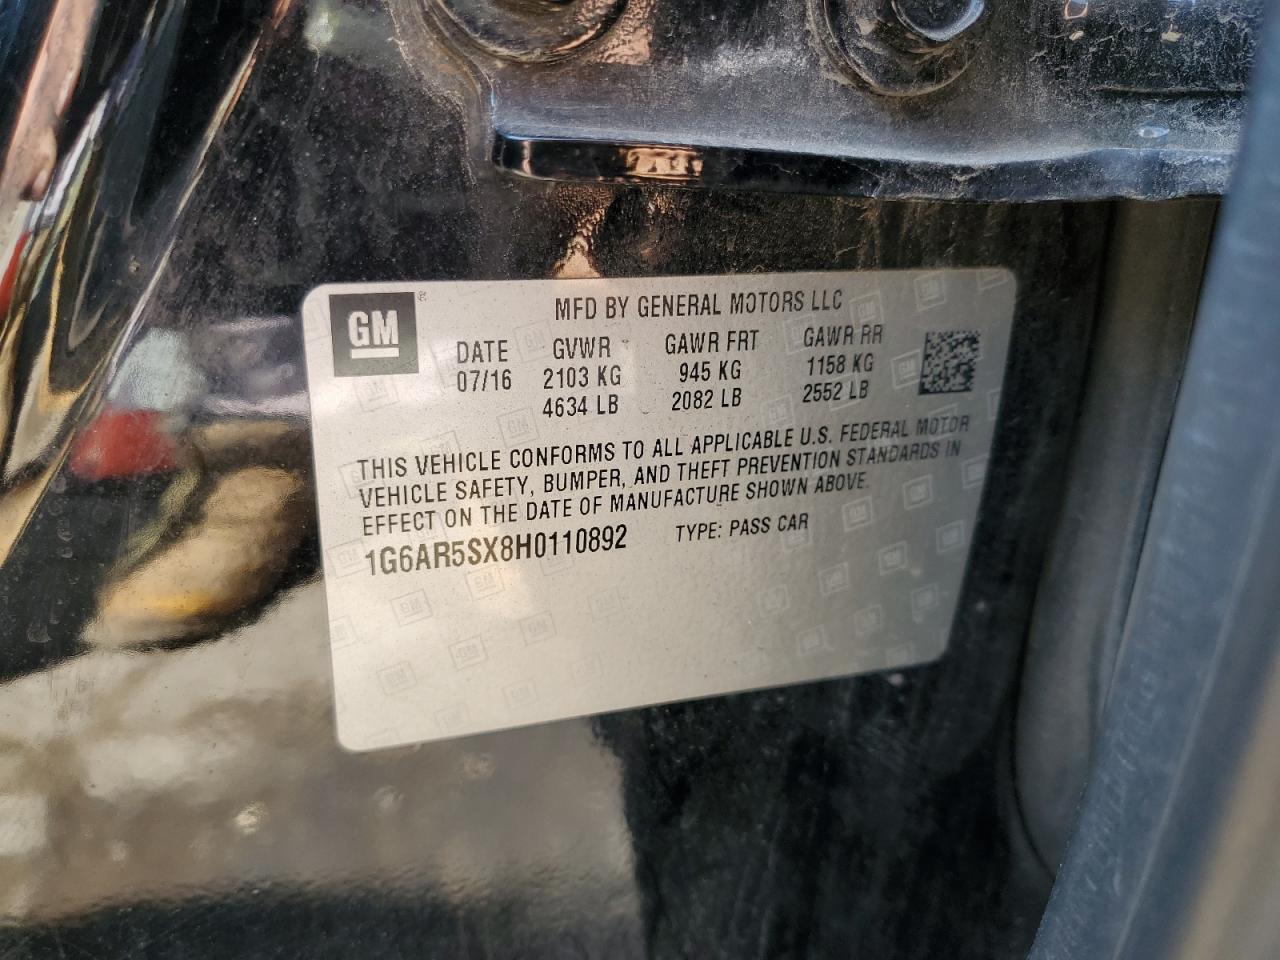 GM ®
MFD BY GENERAL MOTORS LLC
DATE GVWR GAWR FRT GAWR RR
07/16 2103 KG 945 KG 1158 KG
4634 LB 2082 LB 2552 LB
THIS VEHICLE CONFORMS TO ALL APPLICABLE U.S. FEDERAL MOTOR
VEHICLE SAFETY, BUMPER, AND THEFT PREVENTION STANDARDS IN
EFFECT ON THE DATE OF MANUFACTURE SHOWN ABOVE.
1G6AR5SX8H0110892 TYPE: PASS CAR